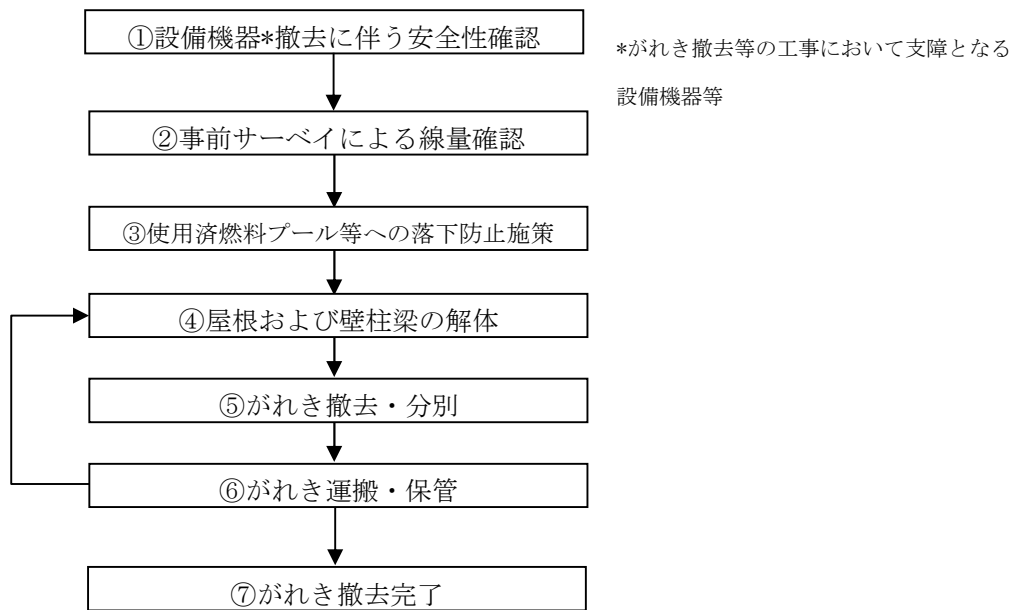 ①設備機器*撤去に伴う安全性確認
*がれき撤去等の工事において支障となる
設備機器等
②事前サーベイによる線量確認
③使用済燃料プール等への落下防止施策
④屋根および壁柱梁の解体
⑤がれき撤去・分別
⑥がれき運搬・保管
⑦がれき撤去完了